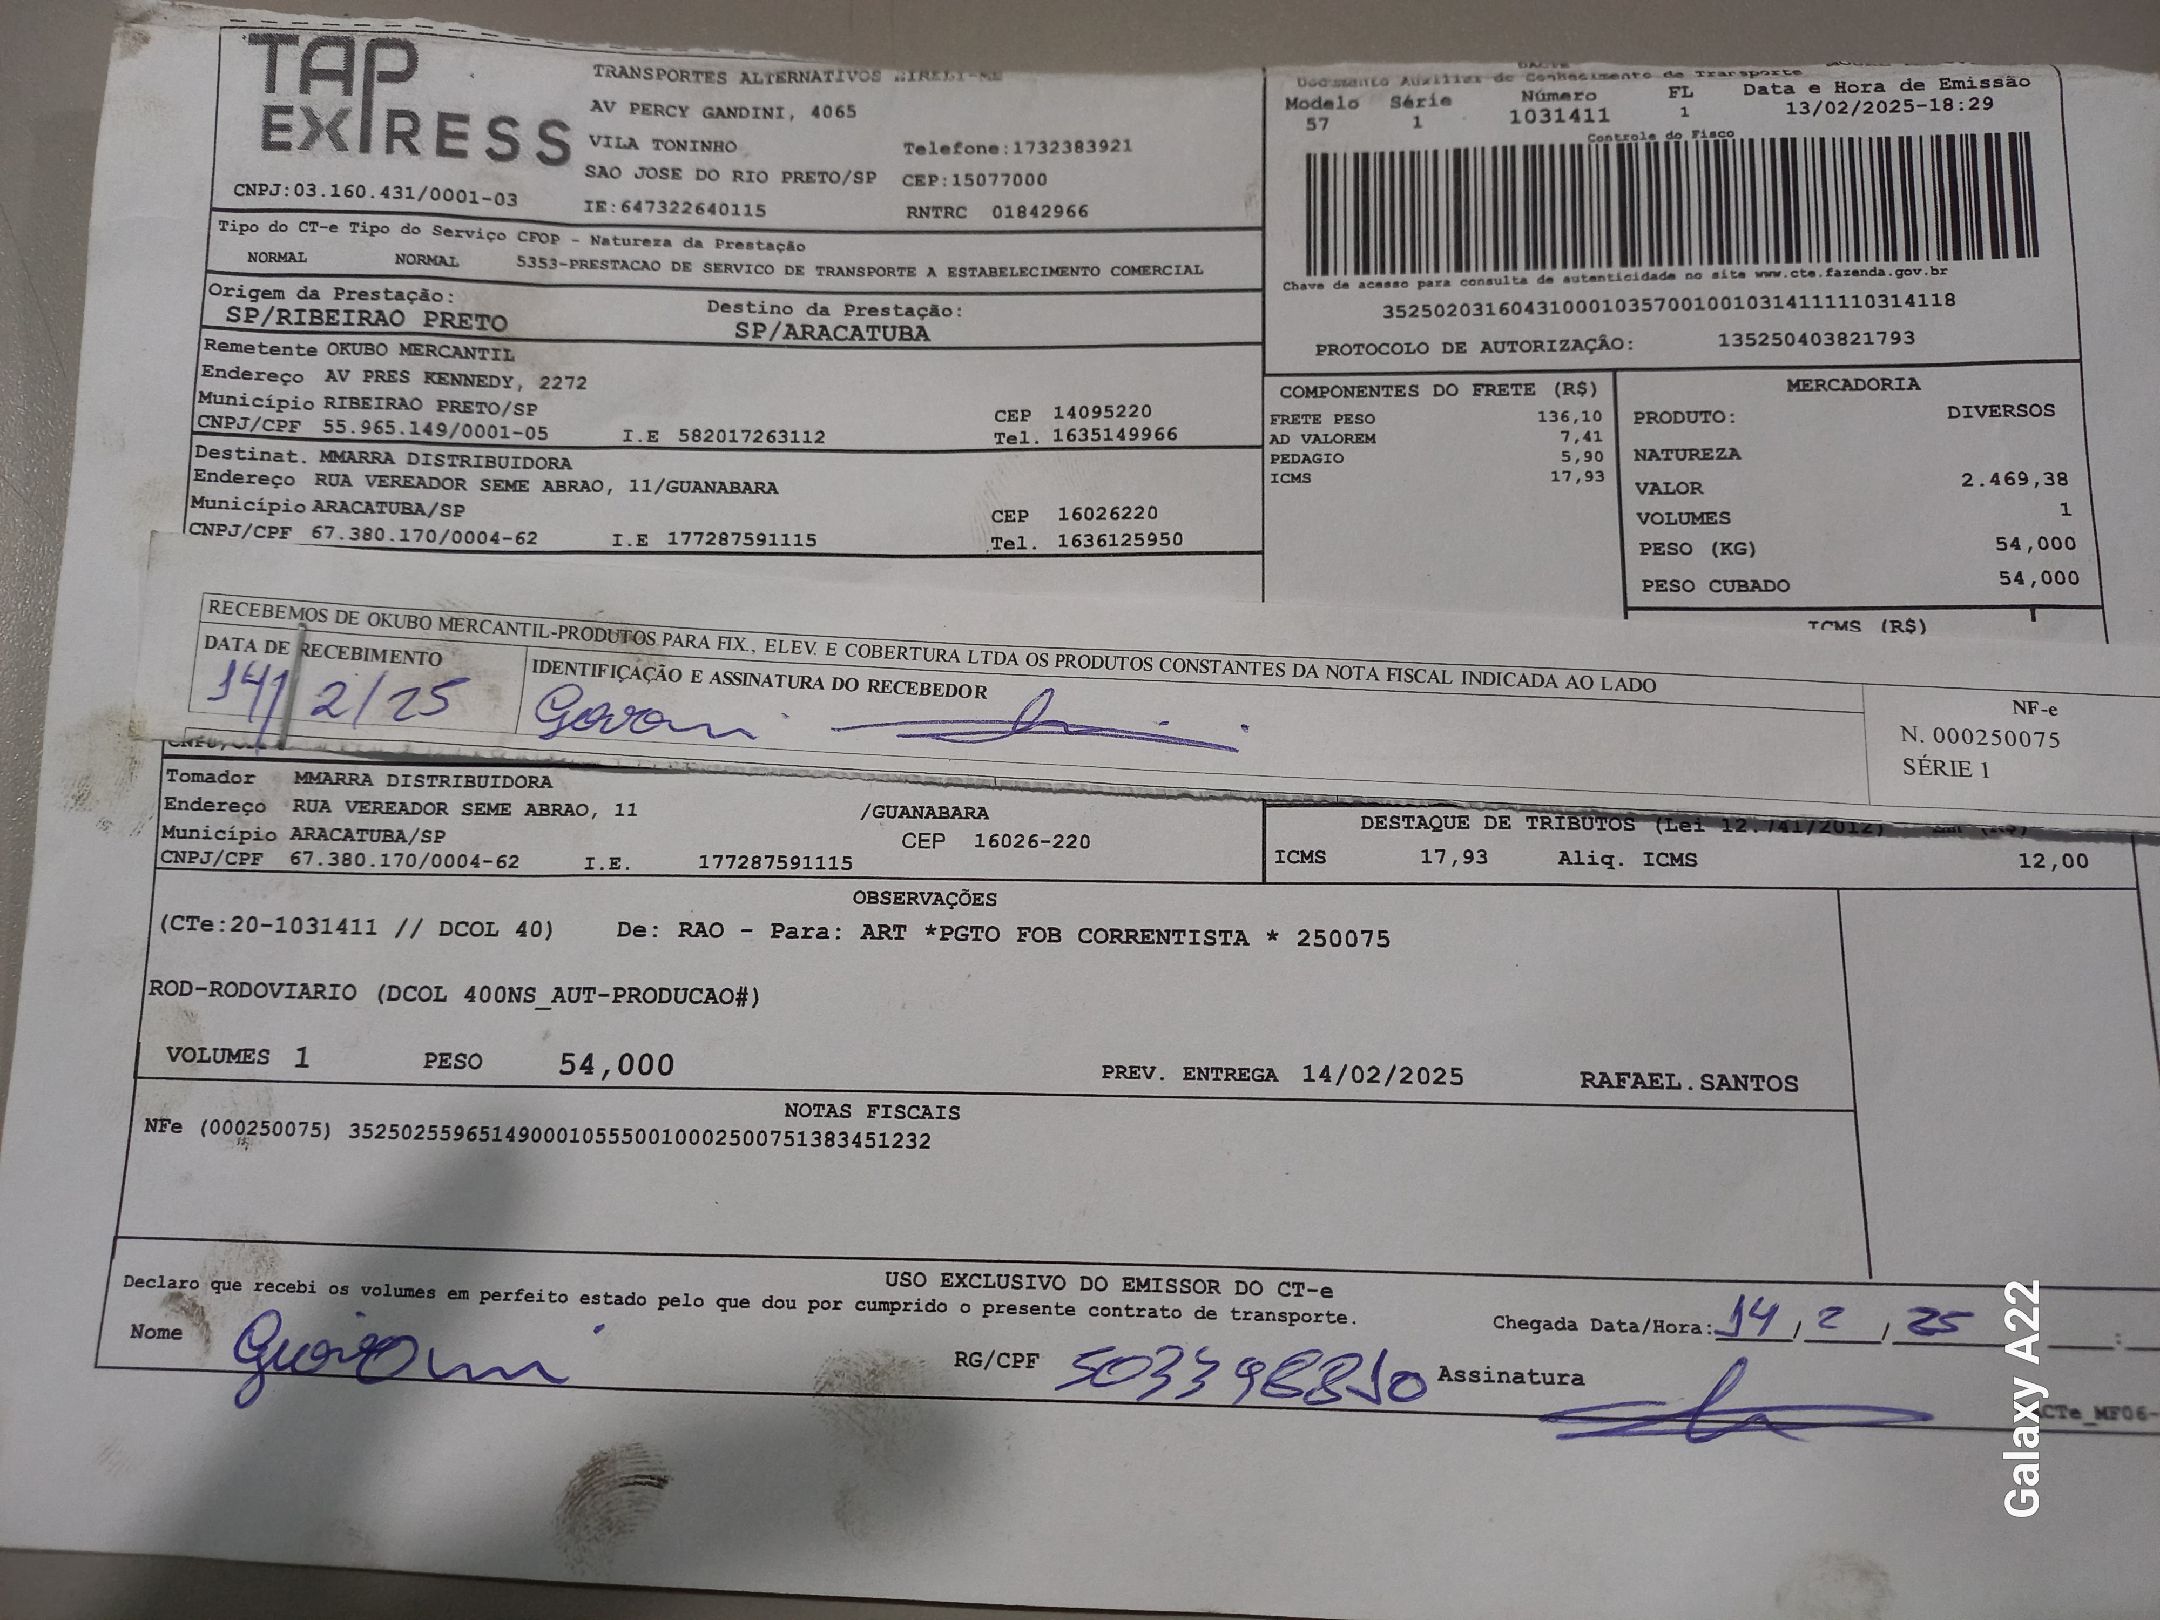 TAP
EXPRESS
TRANSPORTES ALTERNATIVOS EIRELI-ME
AV PERCY GANDINI, 4065
VILA TONINHO Telefone:1732383921
SAO JOSE DO RIO PRETO/SP CEP:15077000
CNPJ:03.160.431/0001-03 IE:647322640115 RNTRC 01842966
DACTE
Documento Auxiliar do Conhecimento de Transporte
Modelo Série Número FL Data e Hora de Emissão
57 1 1031411 1 13/02/2025-18:29
Controle do Fisco
Chave de acesso para consulta de autenticidade no site www.cte.fazenda.gov.br
35250203160431000103570010010314111110314118
PROTOCOLO DE AUTORIZAÇÃO: 135250403821793
Tipo do CT-e Tipo do Serviço CFOP - Natureza da Prestação
NORMAL NORMAL 5353-PRESTACAO DE SERVICO DE TRANSPORTE A ESTABELECIMENTO COMERCIAL
Origem da Prestação: Destino da Prestação:
SP/RIBEIRAO PRETO SP/ARACATUBA
Remetente OKUBO MERCANTIL
Endereço AV PRES KENNEDY, 2272
Município RIBEIRAO PRETO/SP CEP 14095220
CNPJ/CPF 55.965.149/0001-05 I.E 582017263112 Tel. 1635149966
Destinat. MMARRA DISTRIBUIDORA
Endereço RUA VEREADOR SEME ABRAO, 11/GUANABARA
Município ARACATUBA/SP CEP 16026220
CNPJ/CPF 67.380.170/0004-62 I.E 177287591115 Tel. 1636125950
COMPONENTES DO FRETE (R$)
FRETE PESO 136,10
AD VALOREM 7,41
PEDAGIO 5,90
ICMS 17,93
MERCADORIA
PRODUTO: DIVERSOS
NATUREZA
VALOR 2.469,38
VOLUMES 1
PESO (KG) 54,000
PESO CUBADO 54,000
ICMS (R$)
RECEBEMOS DE OKUBO MERCANTIL-PRODUTOS PARA FIX., ELEV. E COBERTURA LTDA OS PRODUTOS CONSTANTES DA NOTA FISCAL INDICADA AO LADO
DATA DE RECEBIMENTO IDENTIFICAÇÃO E ASSINATURA DO RECEBEDOR
14/2/25
NF-e
N. 000250075
SÉRIE 1
Tomador MMARRA DISTRIBUIDORA
Endereço RUA VEREADOR SEME ABRAO, 11 /GUANABARA
Município ARACATUBA/SP CEP 16026-220
CNPJ/CPF 67.380.170/0004-62 I.E. 177287591115
DESTAQUE DE TRIBUTOS (Lei 12.741/2012) Em (R$)
ICMS 17,93 Aliq. ICMS 12,00
OBSERVAÇÕES
(CTe:20-1031411 // DCOL 40) De: RAO - Para: ART *PGTO FOB CORRENTISTA * 250075
ROD-RODOVIARIO (DCOL 400NS_AUT-PRODUCAO#)
VOLUMES 1 PESO 54,000 PREV. ENTREGA 14/02/2025 RAFAEL.SANTOS
NOTAS FISCAIS
NFe (000250075) 35250255965149000105550010002500751383451232
USO EXCLUSIVO DO EMISSOR DO CT-e
Declaro que recebi os volumes em perfeito estado pelo que dou por cumprido o presente contrato de transporte.
Chegada Data/Hora: 14/2/25 :
Nome RG/CPF Assinatura
CTe_MF06-
Galaxy A22